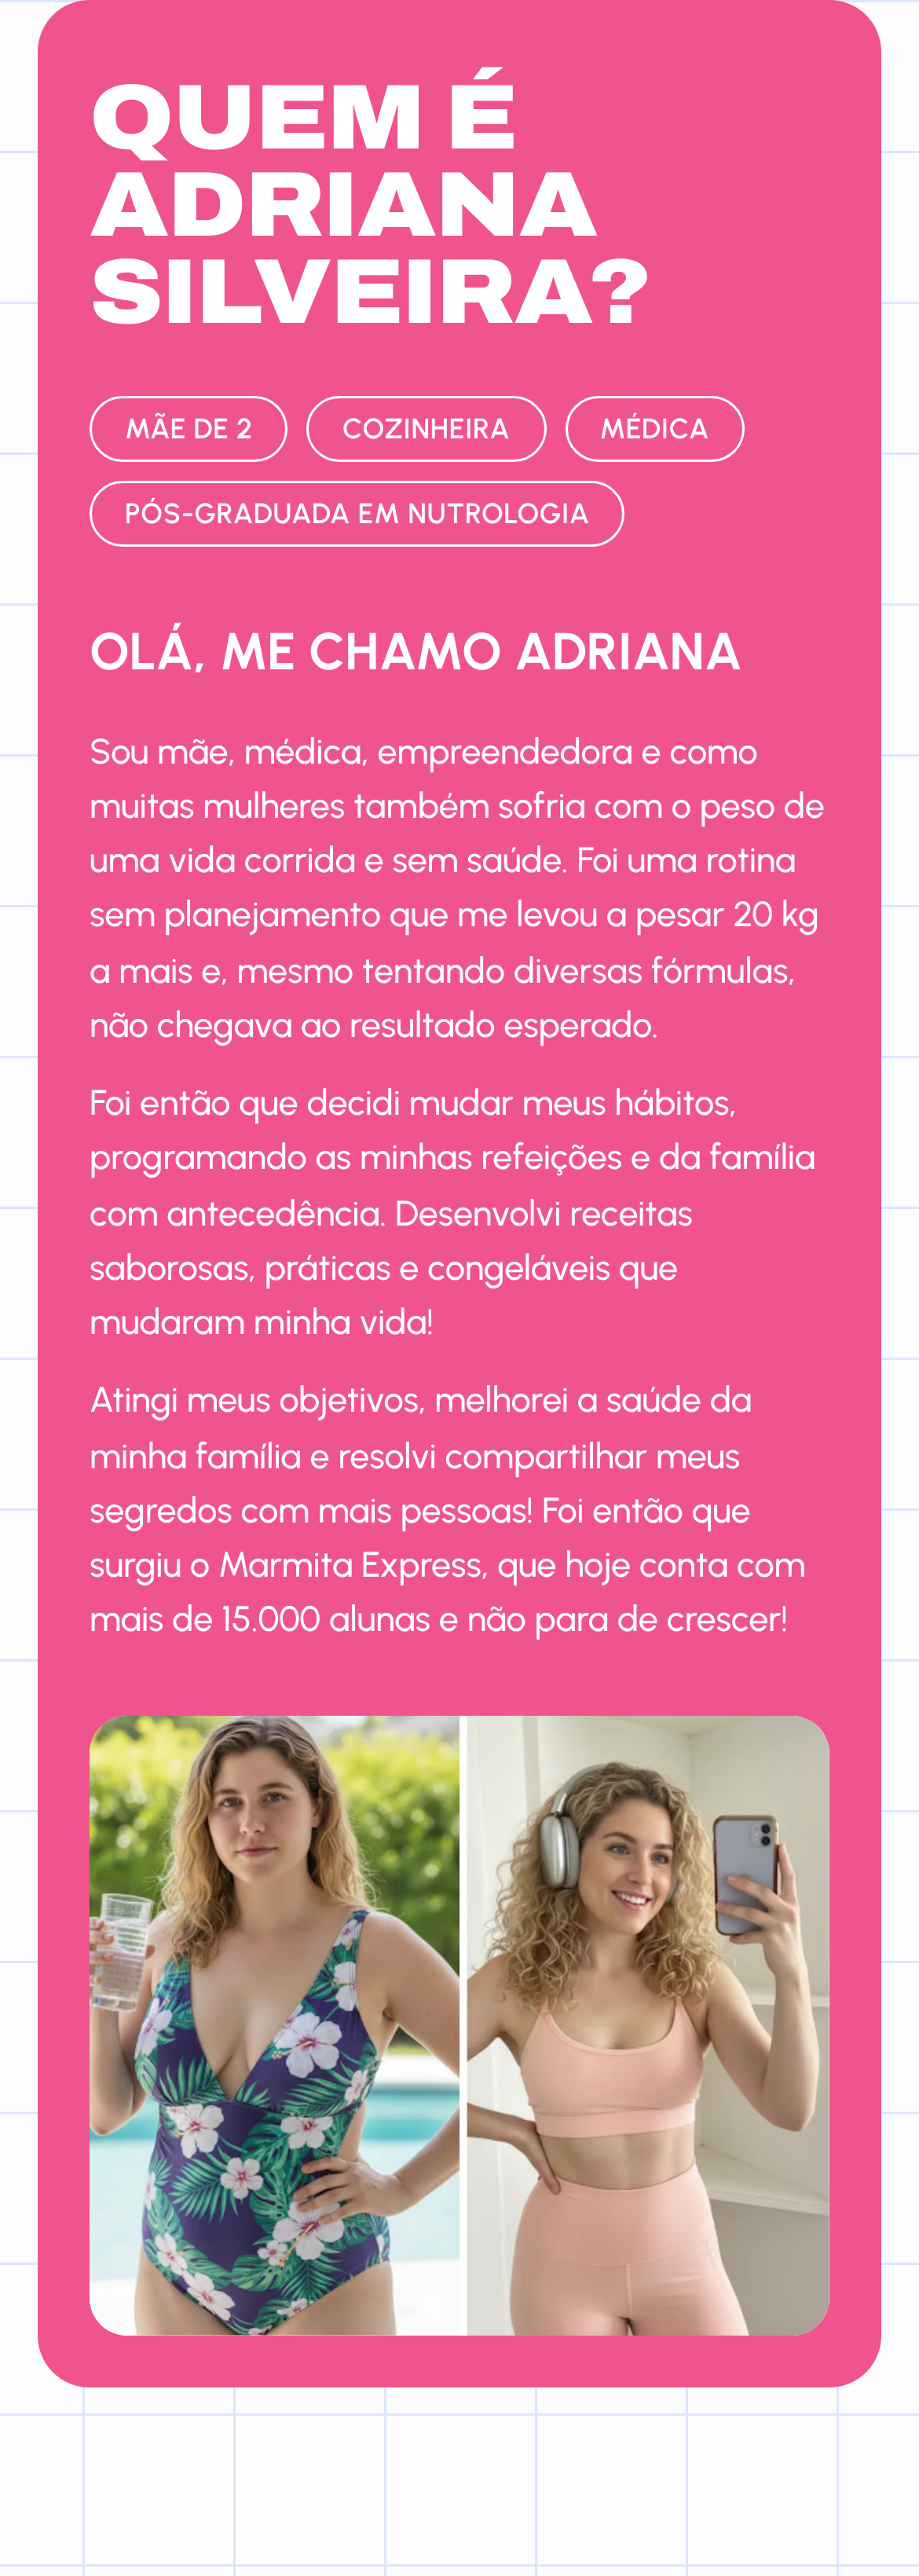 QUEM É
ADRIANA
SILVEIRA?
MÃE DE 2
COZINHEIRA
MÉDICA
PÓS-GRADUADA EM NUTROLOGIA
OLÁ, ME CHAMO ADRIANA
Sou mãe, médica, empreendedora e como
muitas mulheres também sofria com o peso de
uma vida corrida e sem saúde. Foi uma rotina
sem planejamento que me levou a pesar 20 kg
a mais e, mesmo tentando diversas fórmulas,
não chegava ao resultado esperado.
Foi então que decidi mudar meus hábitos,
programando as minhas refeições e da família
com antecedência. Desenvolvi receitas
saborosas, práticas e congeláveis que
mudaram minha vida!
Atingi meus objetivos, melhorei a saúde da
minha família e resolvi compartilhar meus
segredos com mais pessoas! Foi então que
surgiu o Marmita Express, que hoje conta com
mais de 15.000 alunas e não para de crescer!